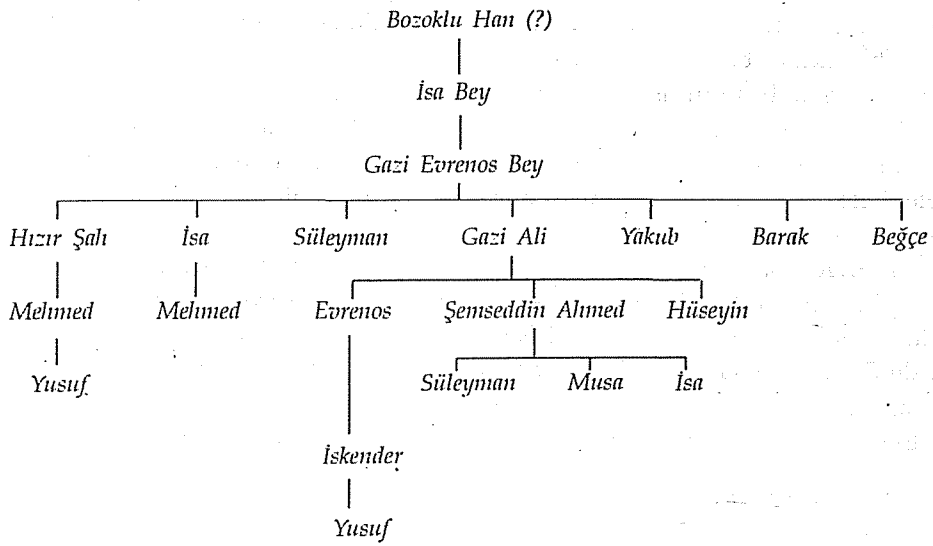 Bozoklu Han (?)
İsa Bey
Gazi Evrenos Bey
Hızır Şah İsa Süleyman Gazi Ali Yakub Barak Beğçe
Mehmed Mehmed Evrenos Şemseddin Ahmed Hüseyin
Yusuf Süleyman Musa İsa
İskender
Yusuf